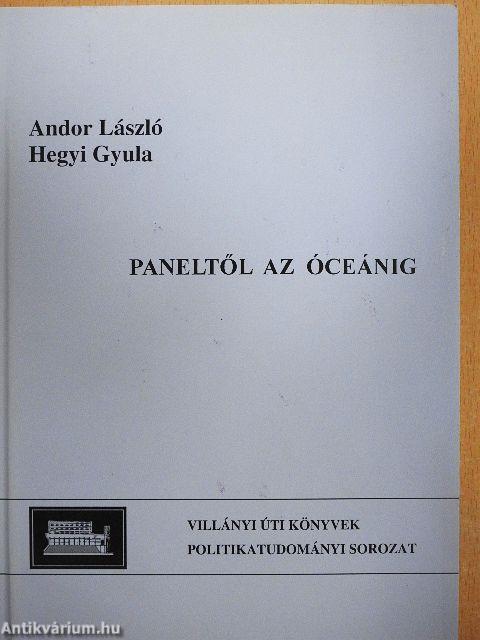 Andor László
Hegyi Gyula
PANELTŐL AZ ÓCEÁNIG
VILLÁNYI ÚTI KÖNYVEK
POLITIKATUDOMÁNYI SOROZAT
Antikvárium.hu